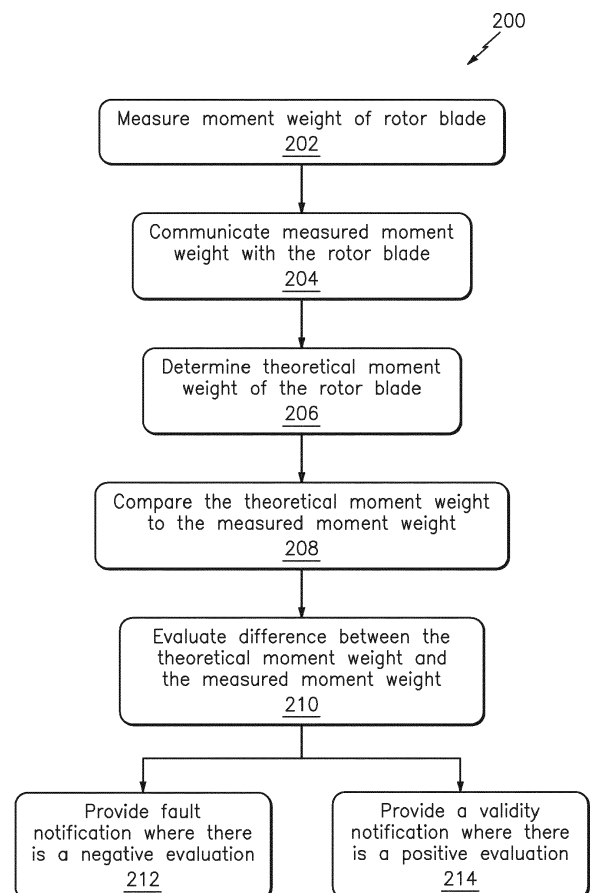 200
Measure moment weight of rotor blade
202
Communicate measured moment
weight with the rotor blade
204
Determine theoretical moment
weight of the rotor blade
206
Compare the theoretical moment weight
to the measured moment weight
208
Evaluate difference between the
theoretical moment weight and
the measured moment weight
210
Provide fault
notification where there
is a negative evaluation
212
Provide a validity
notification where there
is a positive evaluation
214